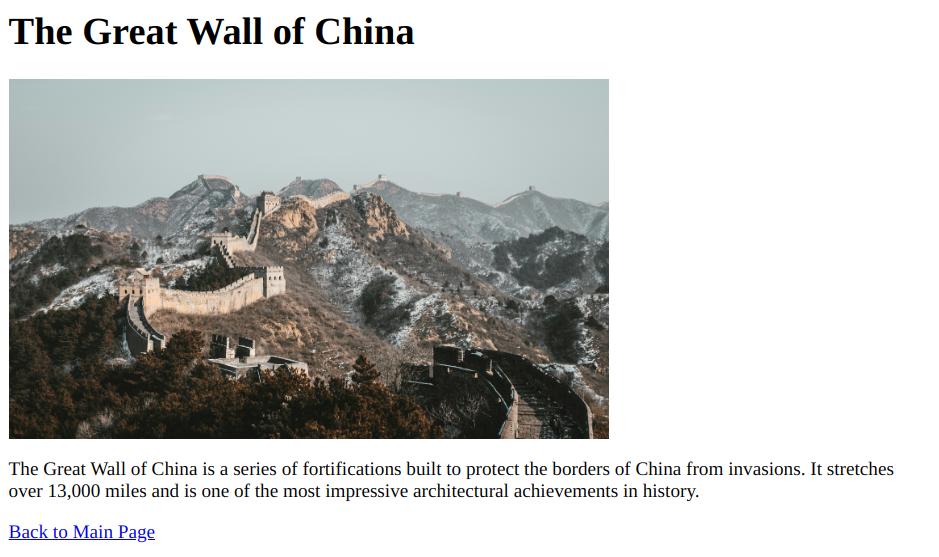 The Great Wall of China
The Great Wall of China is a series of fortifications built to protect the borders of China from invasions. It stretches
over 13,000 miles and is one of the most impressive architectural achievements in history.
Back to Main Page